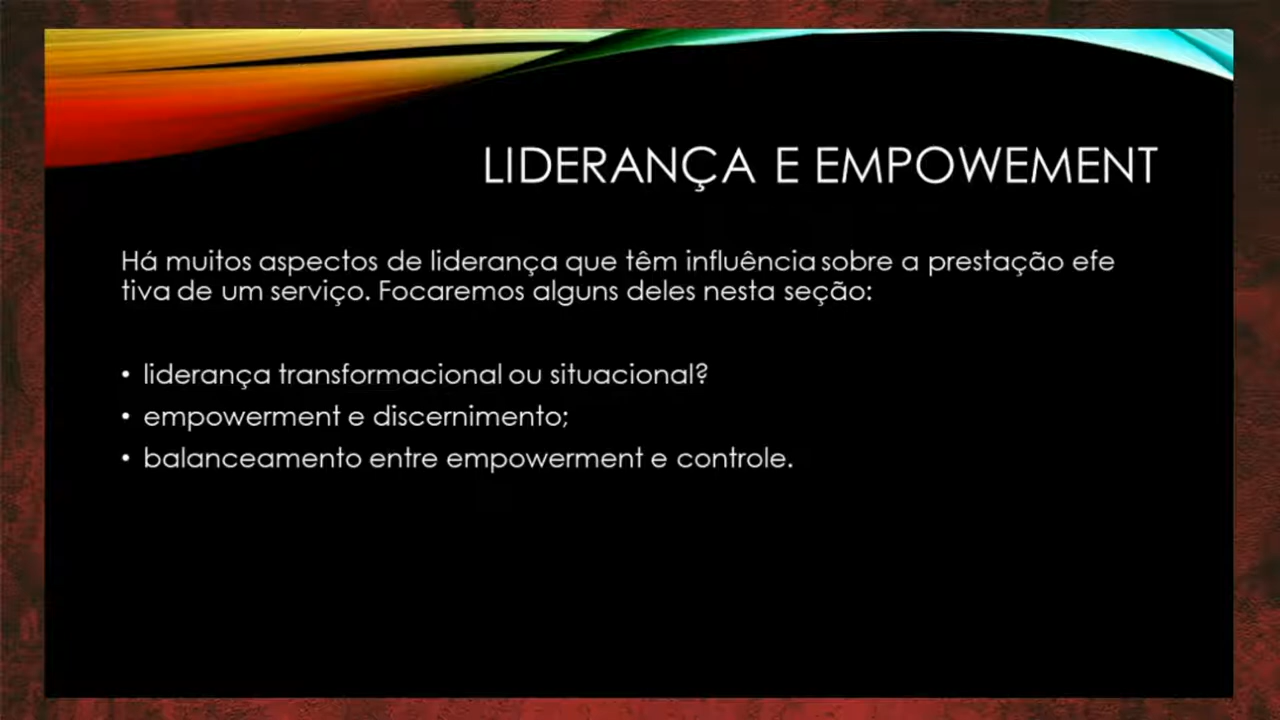 LIDERANÇA E EMPOWEMENT
Há muitos aspectos de liderança que têm influência sobre a prestação efe
tiva de um serviço. Focaremos alguns deles nesta seção:
• liderança transformacional ou situacional?
• empowerment e discernimento;
• balanceamento entre empowerment e controle.